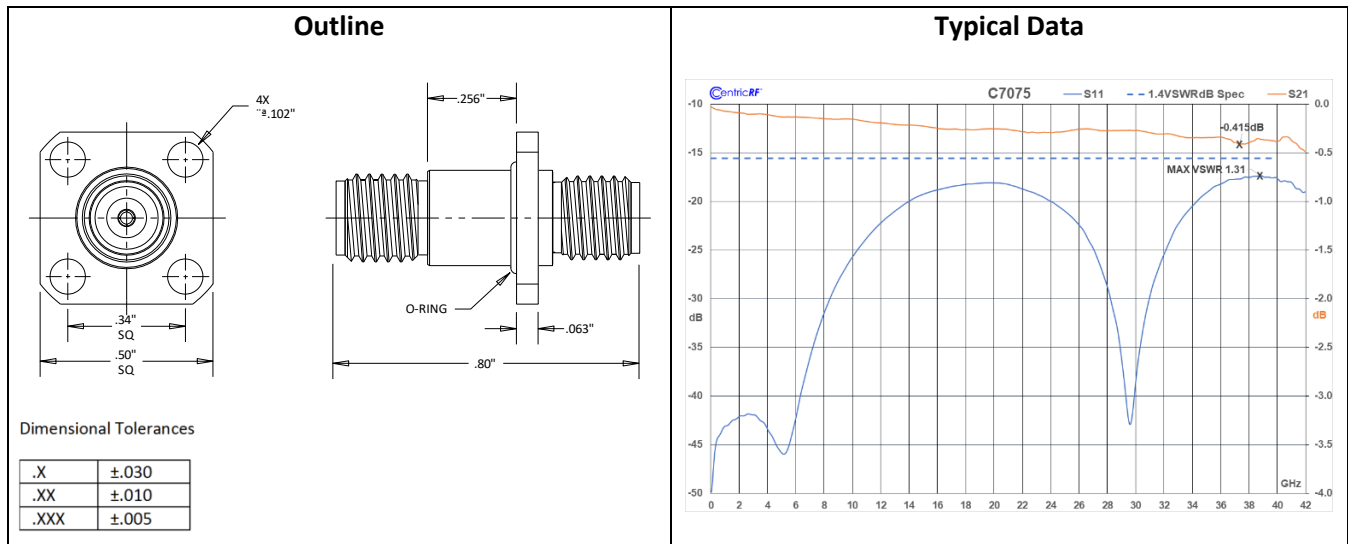 Outline
4X
¨ª.102"
.34"
SQ
.50"
SQ
.256"
O-RING
.063"
.80"
Dimensional Tolerances
.X ±.030
.XX ±.010
.XXX ±.005
Typical Data
CentricRF™
C7075
S11
1.4VSWRdB Spec
S21
-10
-15
-20
-25
-30
dB
-35
-40
-45
-50
-0.415dB
MAX VSWR 1.31
GHz
0.0
-0.5
-1.0
-1.5
-2.0
dB
-2.5
-3.0
-3.5
-4.0
0 2 4 6 8 10 12 14 16 18 20 22 24 26 28 30 32 34 36 38 40 42